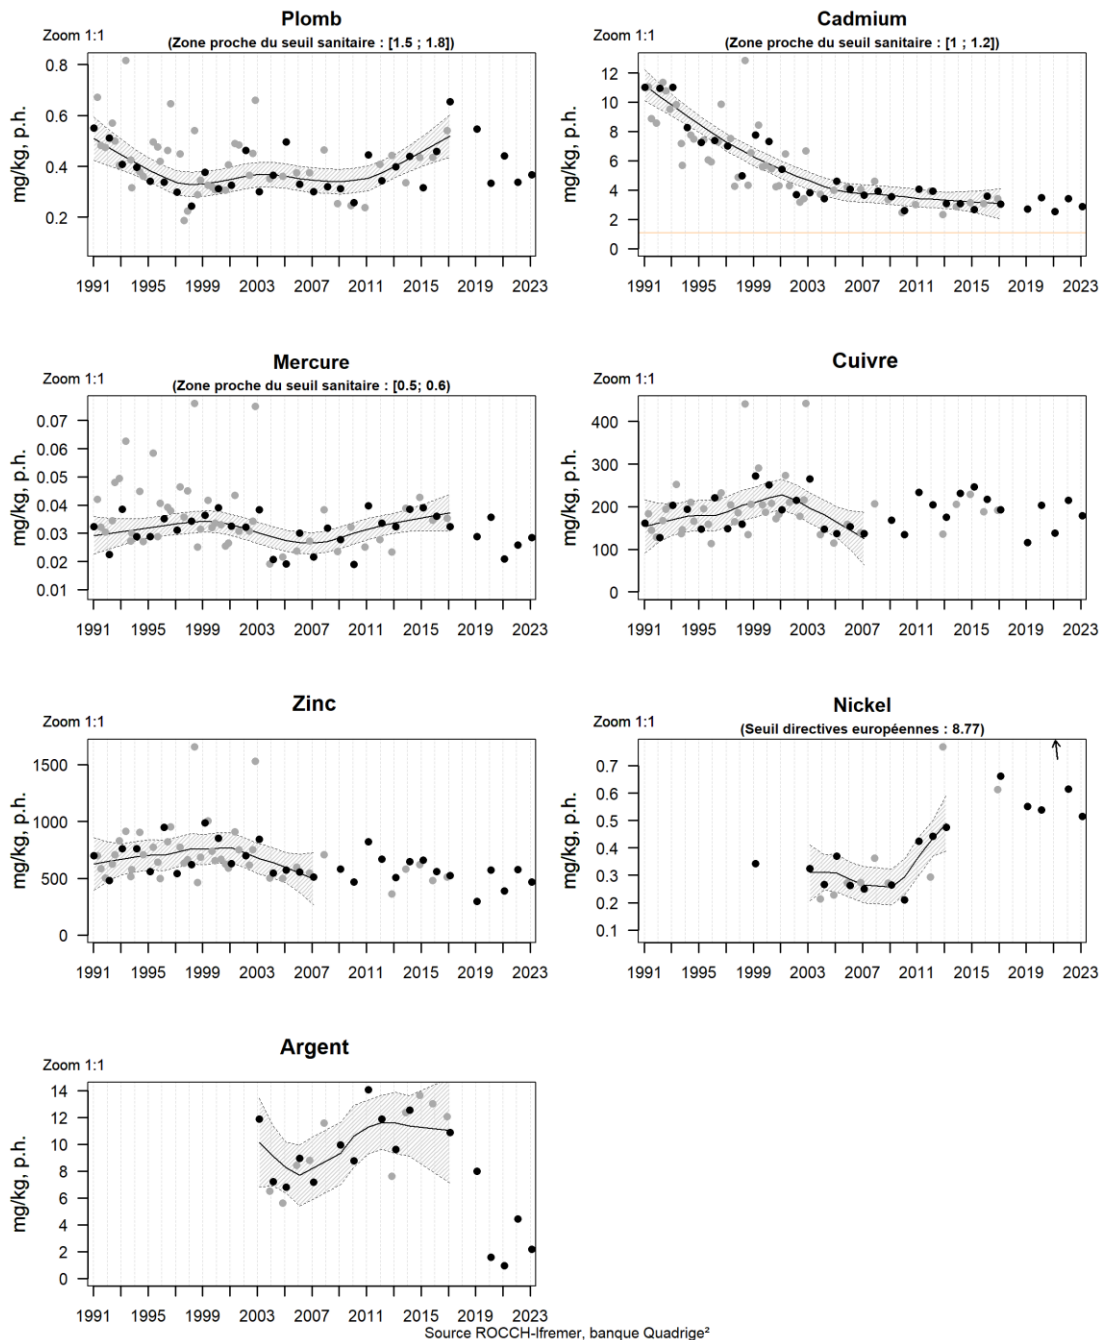 Plomb
Zoom 1:1
(Zone proche du seuil sanitaire : [1.5 ; 1.8])
mg/kg, p.h.
0.8
0.6
0.4
0.2
1991 1995 1999 2003 2007 2011 2015 2019 2023
Cadmium
Zoom 1:1
(Zone proche du seuil sanitaire : [1 ; 1.2])
mg/kg, p.h.
12
10
8
6
4
2
0
1991 1995 1999 2003 2007 2011 2015 2019 2023
Mercure
Zoom 1:1
(Zone proche du seuil sanitaire : [0.5; 0.6)
mg/kg, p.h.
0.07
0.06
0.05
0.04
0.03
0.02
0.01
1991 1995 1999 2003 2007 2011 2015 2019 2023
Cuivre
Zoom 1:1
mg/kg, p.h.
400
300
200
100
0
1991 1995 1999 2003 2007 2011 2015 2019 2023
Zinc
Zoom 1:1
mg/kg, p.h.
1500
1000
500
0
1991 1995 1999 2003 2007 2011 2015 2019 2023
Nickel
Zoom 1:1
(Seuil directives européennes : 8.77)
mg/kg, p.h.
0.7
0.6
0.5
0.4
0.3
0.2
0.1
1991 1995 1999 2003 2007 2011 2015 2019 2023
Argent
Zoom 1:1
mg/kg, p.h.
14
12
10
8
6
4
2
0
1991 1995 1999 2003 2007 2011 2015 2019 2023
Source ROCCH-Ifremer, banque Quadrige²